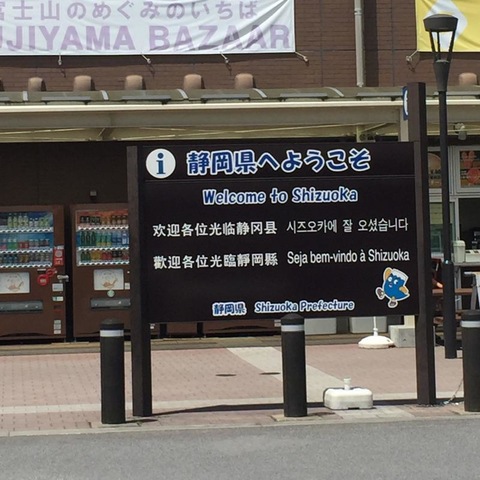 富士山のめぐみのいちば
UJIYAMA BAZAAR
i 静岡県へようこそ
Welcome to Shizuoka
欢迎各位光临静冈县 시즈오카에 잘 오셨습니다
歡迎各位光臨靜岡縣 Seja bem-vindo à Shizuoka
静岡県 Shizuoka Prefecture